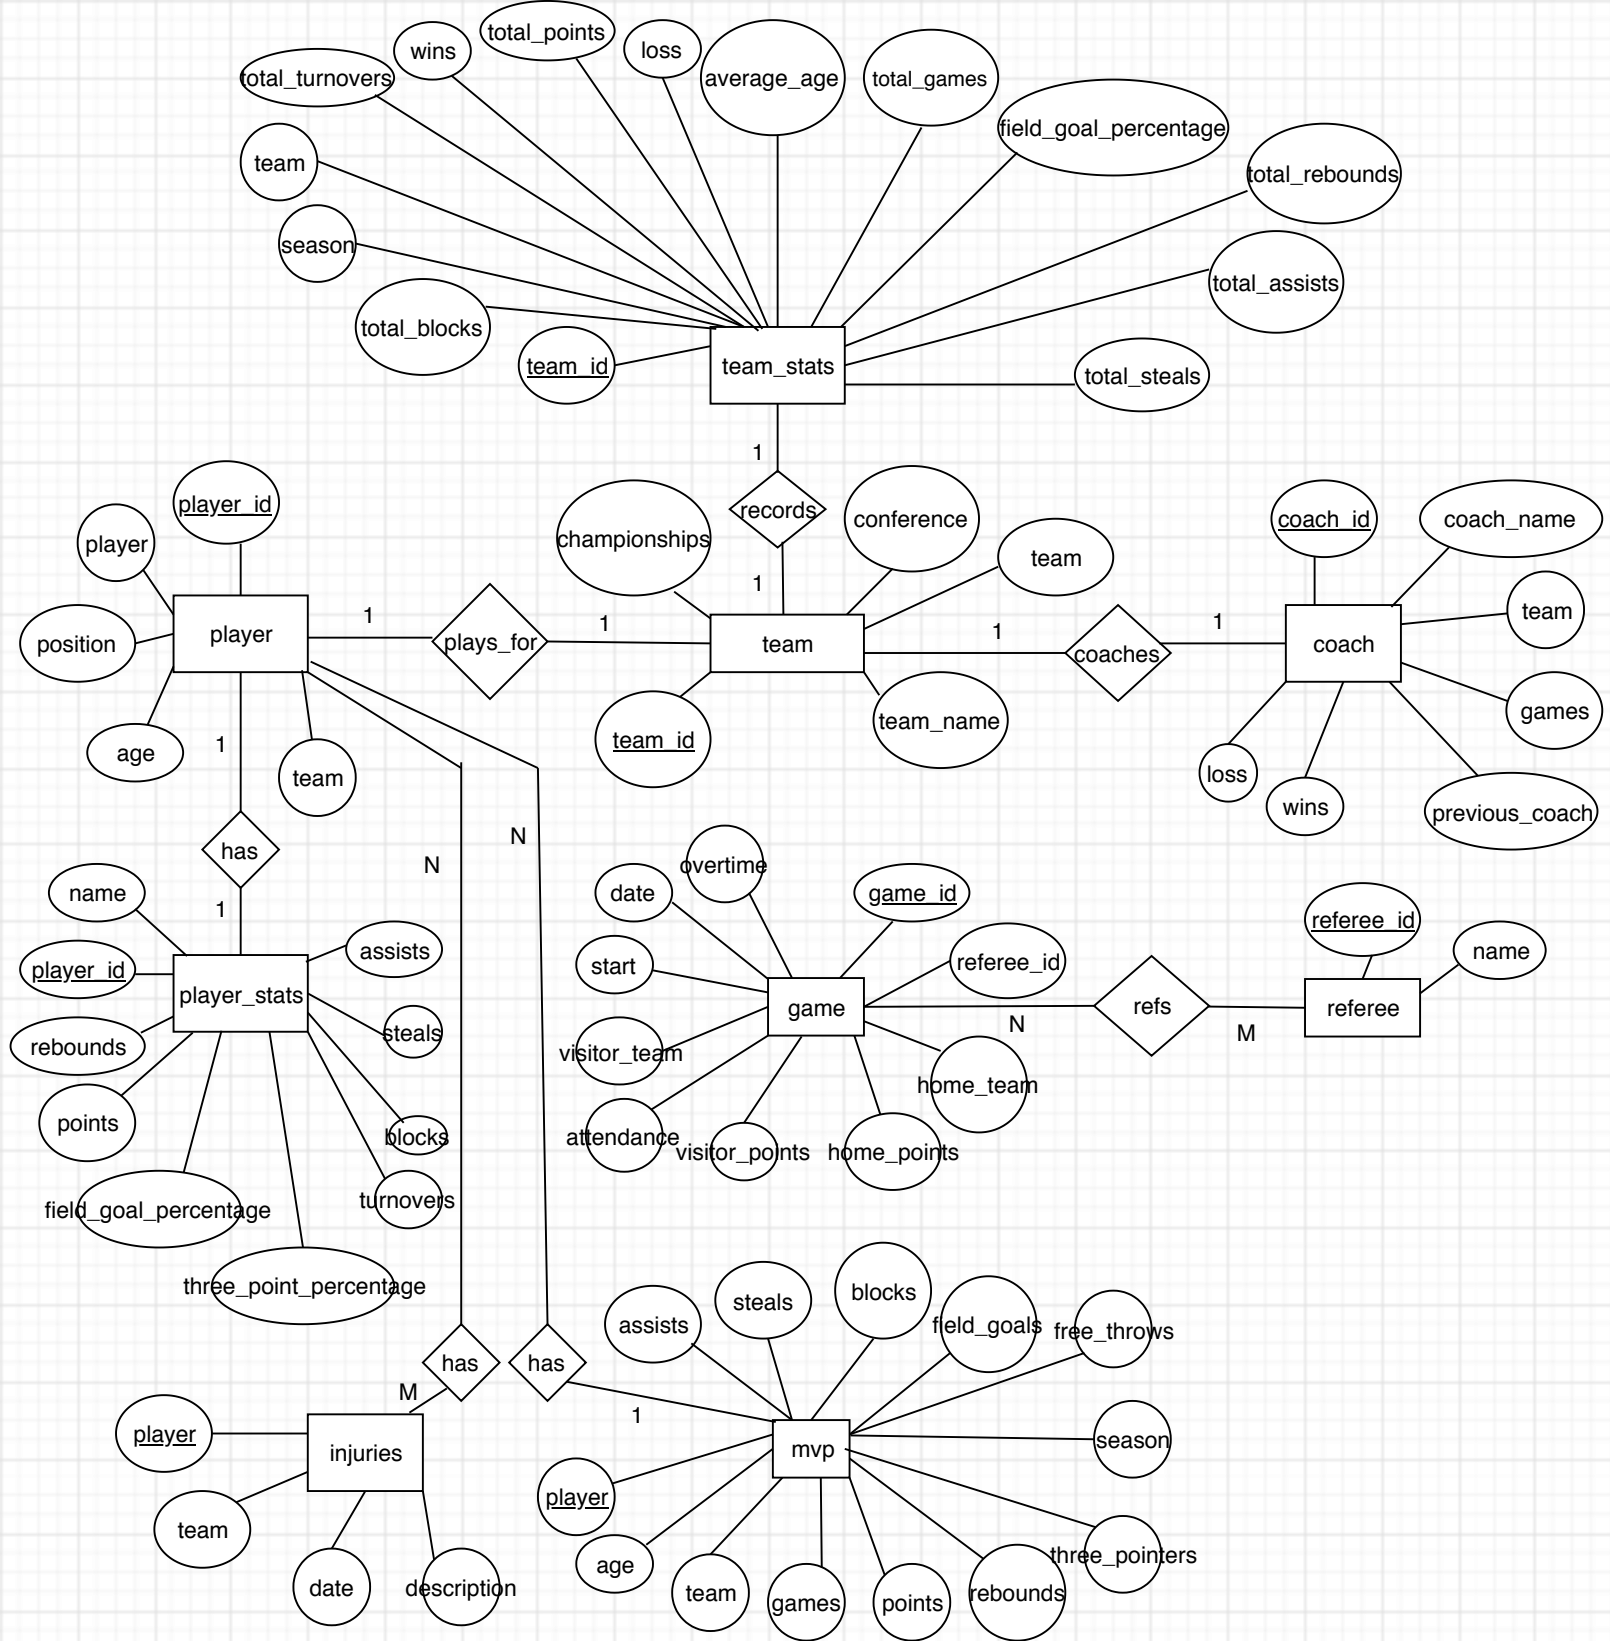 total_points
wins
loss
total_turnovers
average_age
total_games
field_goal_percentage
team
total_rebounds
season
total_assists
total_blocks
team_id
team_stats
total_steals
1
player_id
championships
records
conference
coach_id
coach_name
player
team
1
team
position
player
1
plays_for
1
team
1
coaches
1
coach
team_name
games
age
1
team
team_id
loss
wins
previous_coach
N
N
has
overtime
name
date
game_id
1
referee_id
assists
name
player_id
start
referee_id
player_stats
game
refs
referee
N
M
steals
rebounds
visitor_team
home_team
points
blocks
attendance
visitor_points
home_points
field_goal_percentage
turnovers
three_point_percentage
steals
blocks
assists
field_goals
free_throws
has
has
M
1
player
injuries
mvp
season
player
team
age
three_pointers
date
description
team
games
points
rebounds